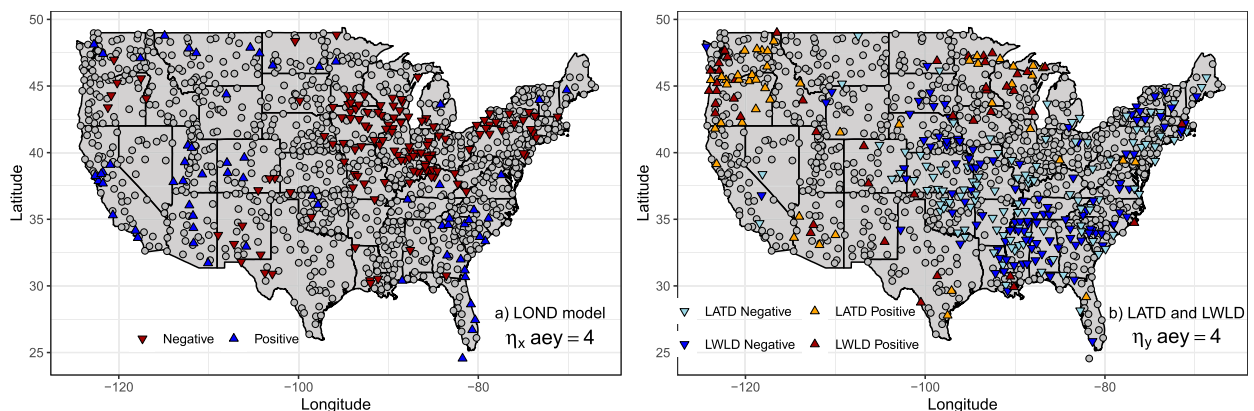 50
45
40
35
30
25
Latitude
−120
−100
−80
Longitude
Negative
Positive
a) LOND model
ηx aey = 4
50
45
40
35
30
25
Latitude
−120
−100
−80
Longitude
LATD Negative
LATD Positive
LWLD Negative
LWLD Positive
b) LATD and LWLD
ηy aey = 4